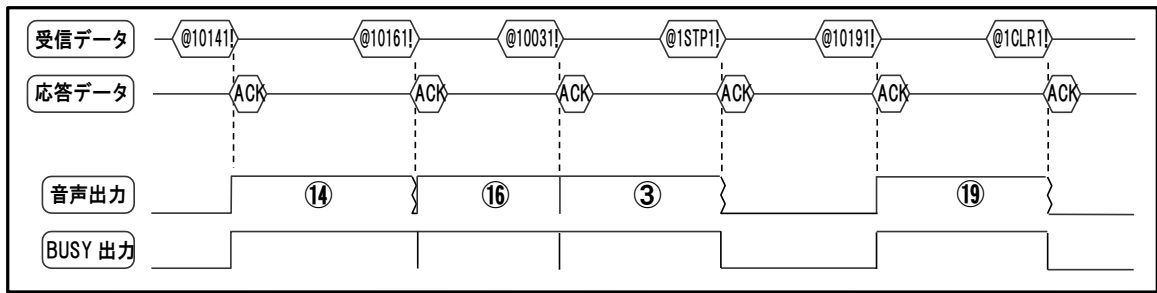 受信データ @10141! @10161! @10031! @1STP1! @10191! @1CLR1!
応答データ ACK ACK ACK ACK ACK ACK
音声出力 ⑭ ⑯ ③ ⑲
BUSY 出力